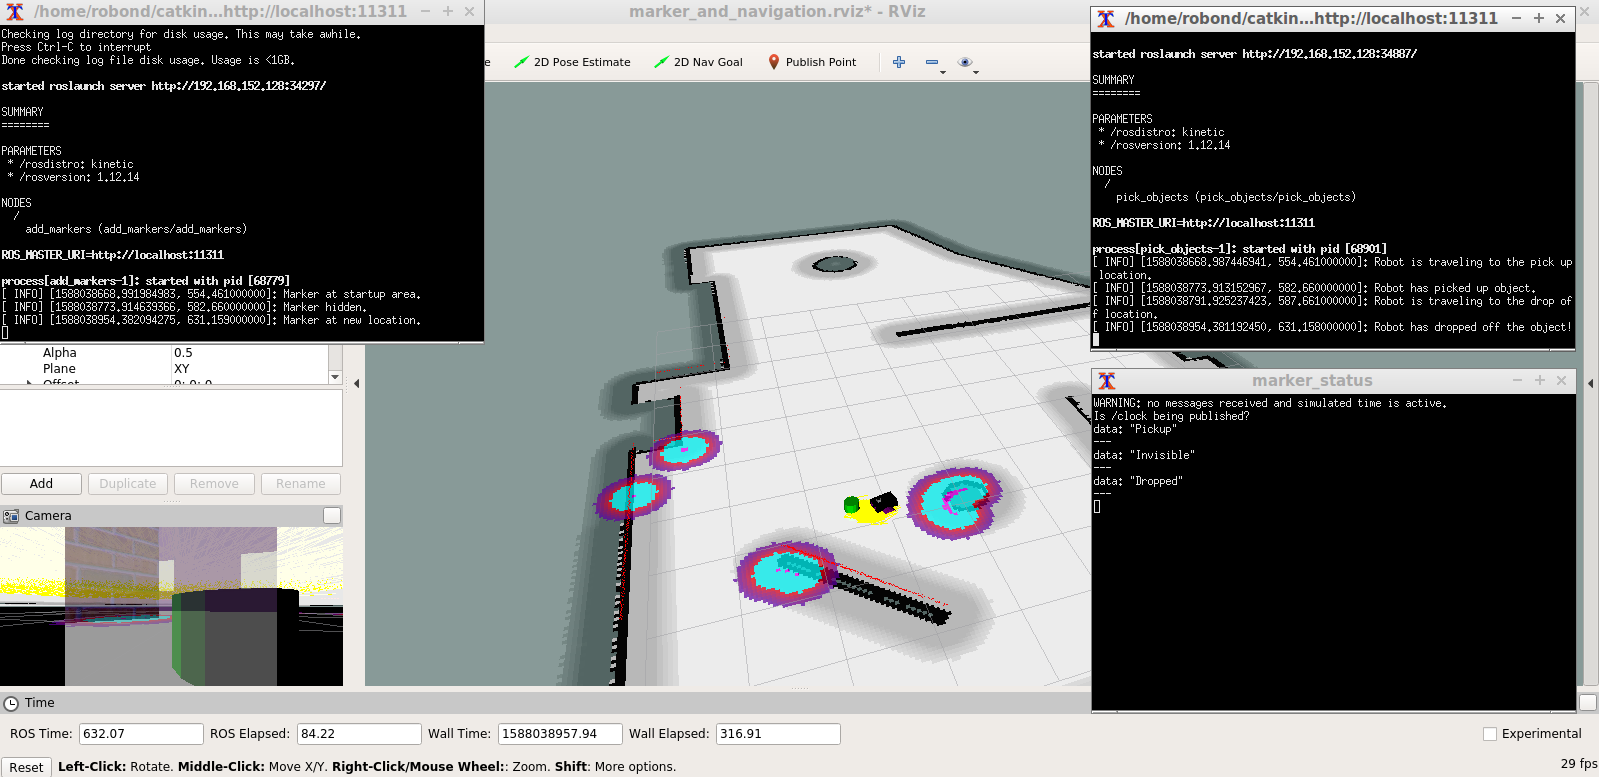 /home/robond/catkin...http://localhost:11311
Checking log directory for disk usage. This may take awhile.
Press Ctrl-C to interrupt
Done checking log file disk usage. Usage is <1GB.
started roslaunch server http://192.168.152.128:34297/
SUMMARY
========
PARAMETERS
* /rosdistro: kinetic
* /rosversion: 1.12.14
NODES
/
add_markers (add_markers/add_markers)
ROS_MASTER_URI=http://localhost:11311
process[add_markers-1]: started with pid [68779]
[ INFO] [1588038668.991984983, 554.461000000]: Marker at startup area.
[ INFO] [1588038773.914639366, 582.660000000]: Marker hidden.
[ INFO] [1588038954.382094275, 631.159000000]: Marker at new location.
marker_and_navigation.rviz* - RViz
2D Pose Estimate
2D Nav Goal
Publish Point
/home/robond/catkin...http://localhost:11311
started roslaunch server http://192.168.152.128:34887/
SUMMARY
========
PARAMETERS
* /rosdistro: kinetic
* /rosversion: 1.12.14
NODES
/
pick_objects (pick_objects/pick_objects)
ROS_MASTER_URI=http://localhost:11311
process[pick_objects-1]: started with pid [68901]
[ INFO] [1588038668.987446941, 554.461000000]: Robot is traveling to the pick up
location.
[ INFO] [1588038773.913152967, 582.660000000]: Robot has picked up object.
[ INFO] [1588038791.925237423, 587.661000000]: Robot is traveling to the drop of
f location.
[ INFO] [1588038954.381192450, 631.158000000]: Robot has dropped off the object!
marker_status
WARNING: no messages received and simulated time is active.
Is /clock being published?
data: "Pickup"
---
data: "Invisible"
---
data: "Dropped"
---
Alpha 0.5
Plane XY
Offset 0; 0; 0
Add Duplicate Remove Rename
Camera
Time
ROS Time: 632.07 ROS Elapsed: 84.22 Wall Time: 1588038957.94 Wall Elapsed: 316.91 Experimental
Reset Left-Click: Rotate. Middle-Click: Move X/Y. Right-Click/Mouse Wheel:: Zoom. Shift: More options. 29 fps